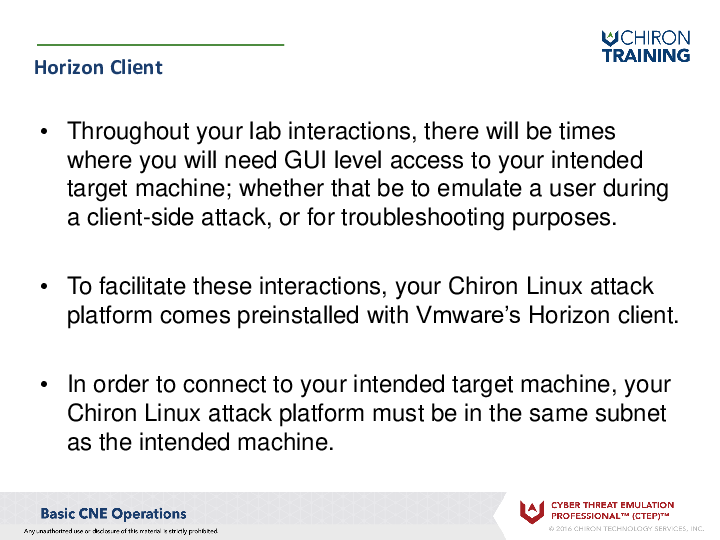 CHIRON
TRAINING
Horizon Client
• Throughout your lab interactions, there will be times
where you will need GUI level access to your intended
target machine; whether that be to emulate a user during
a client-side attack, or for troubleshooting purposes.
• To facilitate these interactions, your Chiron Linux attack
platform comes preinstalled with Vmware’s Horizon client.
• In order to connect to your intended target machine, your
Chiron Linux attack platform must be in the same subnet
as the intended machine.
Basic CNE Operations
Any unauthorized use or disclosure of this material is strictly prohibited.
CYBER THREAT EMULATION
PROFESSIONAL™ (CTEP)™
© 2016 CHIRON TECHNOLOGY SERVICES, INC.